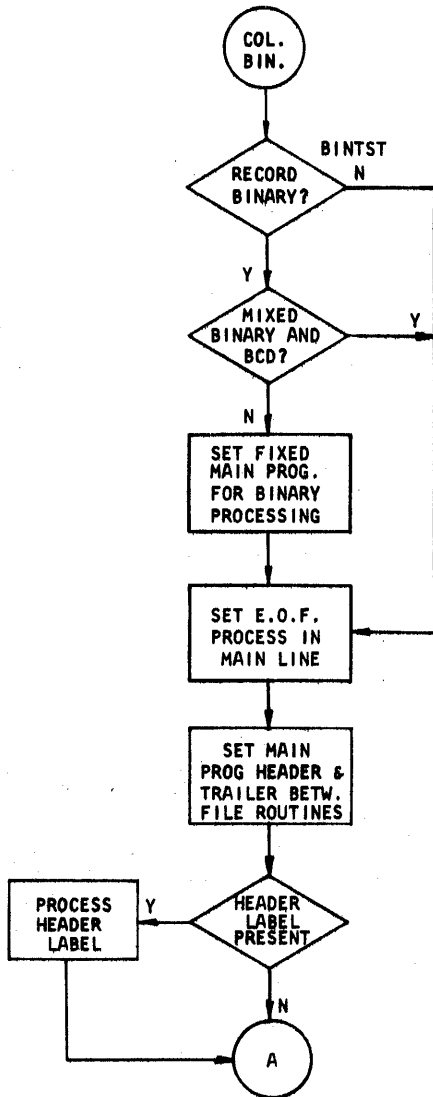 COL.
BIN.
BINTST
N
RECORD
BINARY?
Y
MIXED
BINARY AND
BCD?
Y
N
SET FIXED
MAIN PROG.
FOR BINARY
PROCESSING
SET E.O.F.
PROCESS IN
MAIN LINE
SET MAIN
PROG HEADER &
TRAILER BETW.
FILE ROUTINES
HEADER
LABEL
PRESENT
Y
PROCESS
HEADER
LABEL
N
A